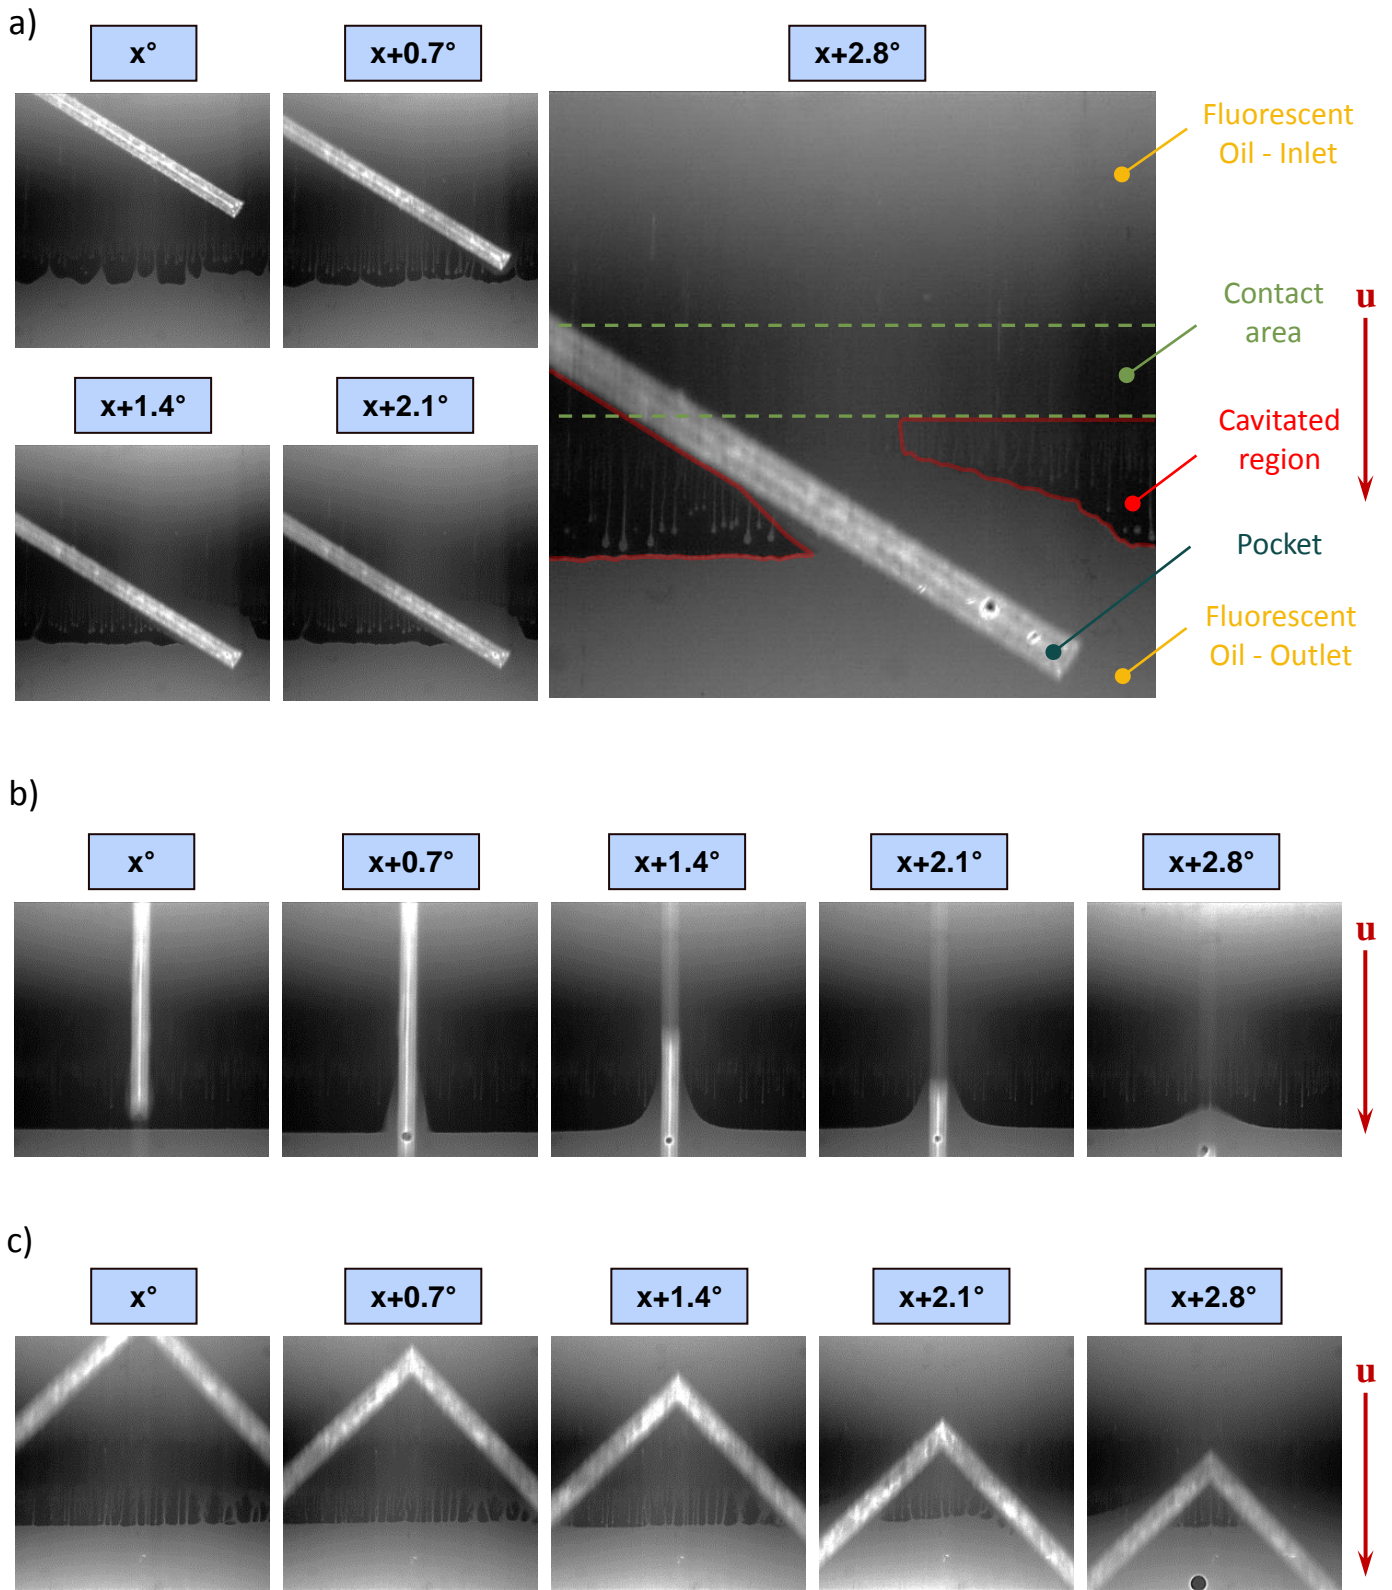 a)
x°
x+0.7°
x+2.8°
Fluorescent
Oil - Inlet
Contact
area
u
Cavitated
region
x+1.4°
x+2.1°
Pocket
Fluorescent
Oil - Outlet
b)
x°
x+0.7°
x+1.4°
x+2.1°
x+2.8°
u
c)
x°
x+0.7°
x+1.4°
x+2.1°
x+2.8°
u